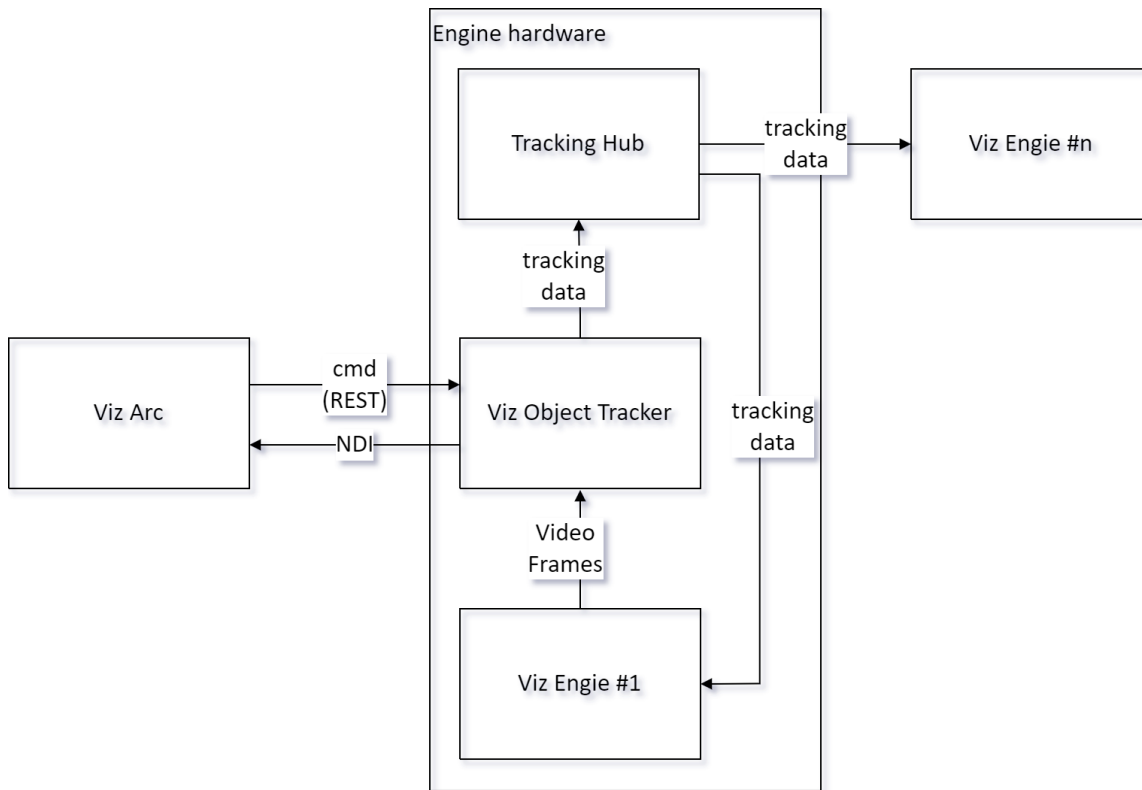 Engine hardware
Tracking Hub
tracking
data
Viz Engie #n
tracking
data
Viz Arc
cmd
(REST)
NDI
Viz Object Tracker
tracking
data
Video
Frames
Viz Engie #1